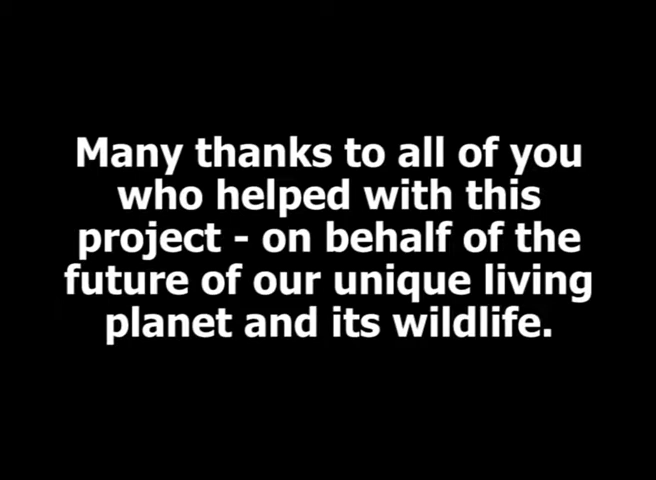 Many thanks to all of you
who helped with this
project - on behalf of the
future of our unique living
planet and its wildlife.